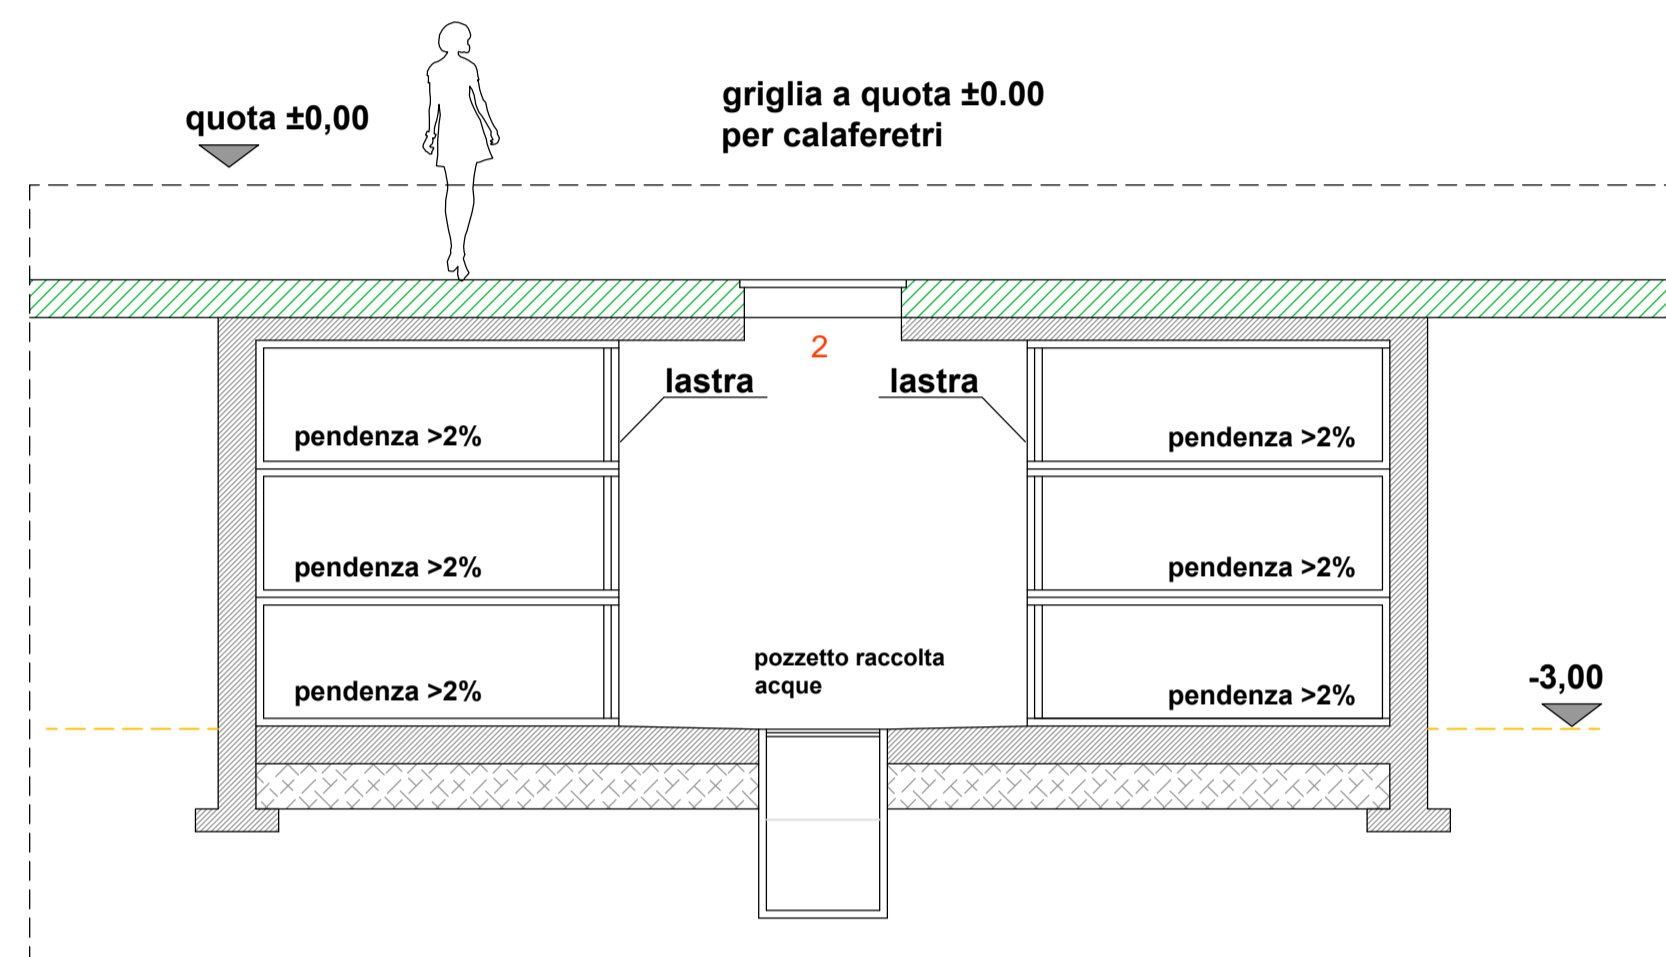 griglia a quota ±0.00
per calaferetri
quota ±0,00
2
lastra
lastra
pendenza >2%
pendenza >2%
pendenza >2%
pendenza >2%
pozzetto raccolta
acque
pendenza >2%
pendenza >2%
-3,00